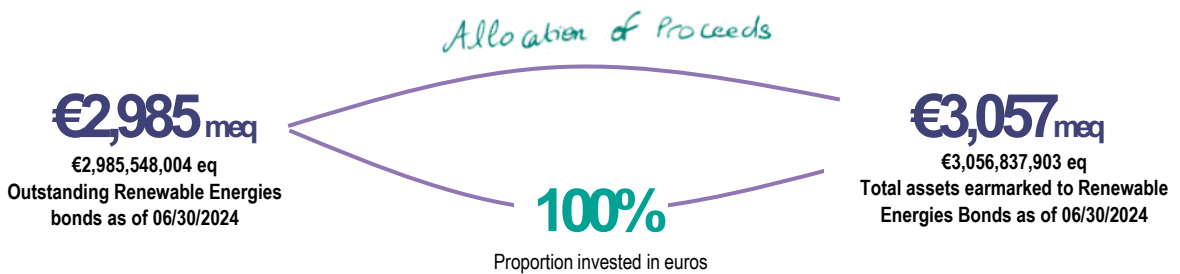 Allocation of Proceeds
€2,985 meq
€2,985,548,004 eq
Outstanding Renewable Energies
bonds as of 06/30/2024
100%
Proportion invested in euros
€3,057meq
€3,056,837,903 eq
Total assets earmarked to Renewable
Energies Bonds as of 06/30/2024